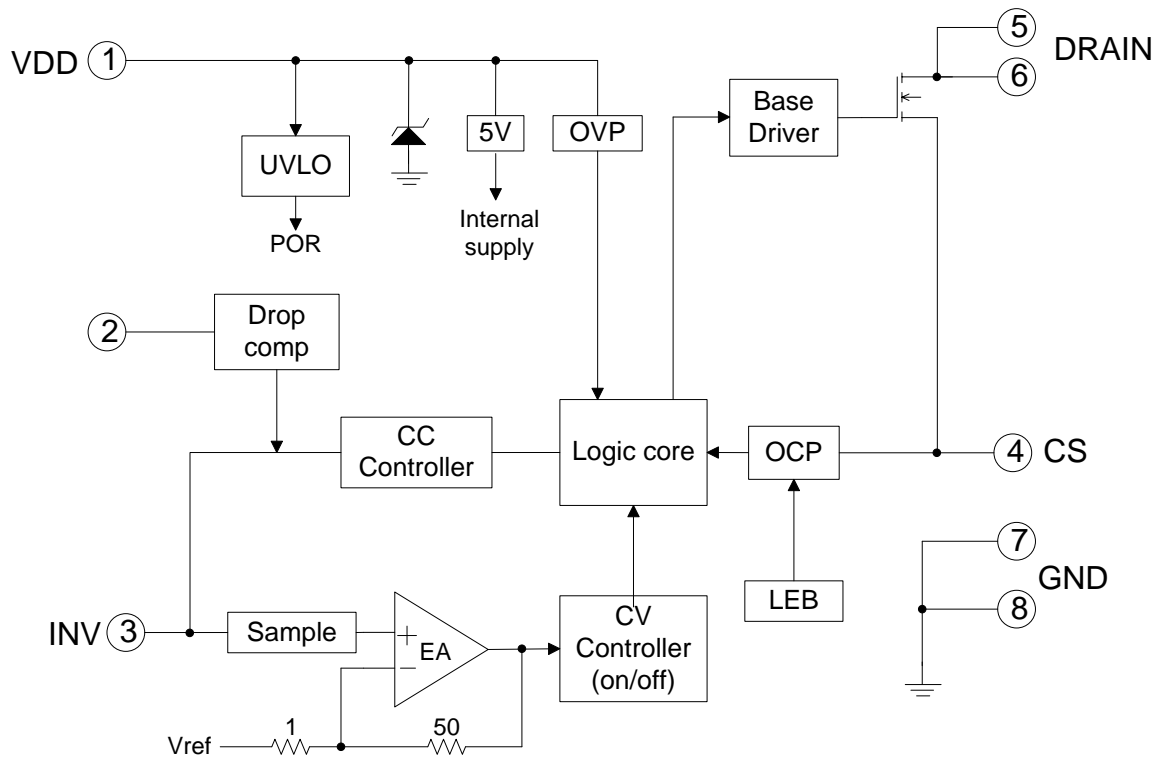 VDD 1
UVLO
POR
5V
Internal
supply
OVP
Base
Driver
5
DRAIN
6
2
Drop
comp
CC
Controller
Logic core
OCP
4 CS
LEB
7
GND
8
INV 3
Sample
+
EA
−
CV
Controller
(on/off)
Vref
1
50